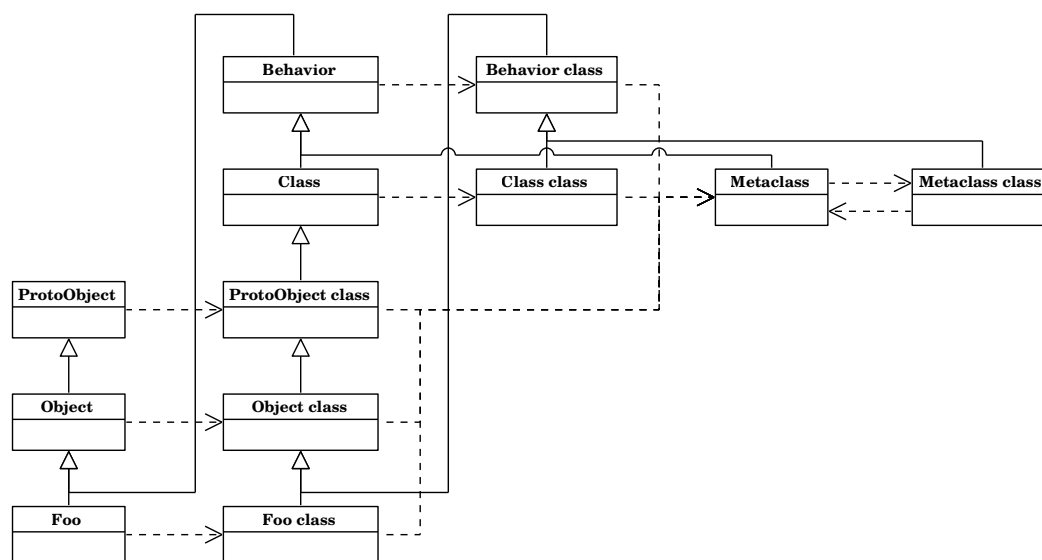 Behavior
Behavior class
Class
Class class
Metaclass
Metaclass class
ProtoObject
ProtoObject class
Object
Object class
Foo
Foo class